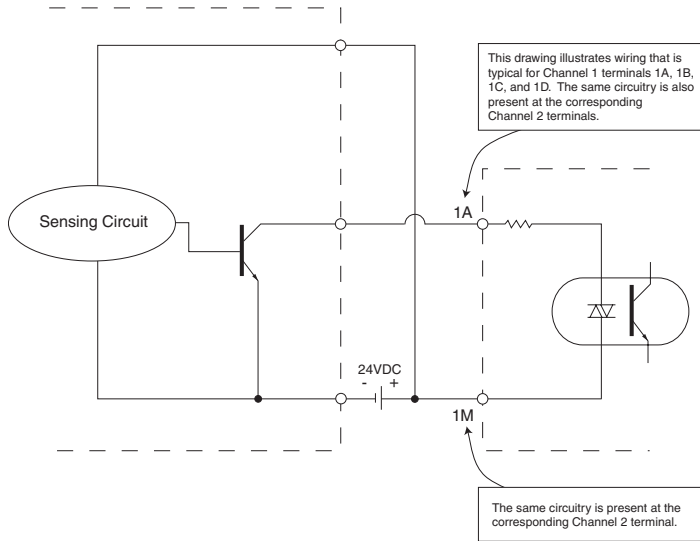 This drawing illustrates wiring that is
typical for Channel 1 terminals 1A, 1B,
1C, and 1D. The same circuitry is also
present at the corresponding
Channel 2 terminals.
1A
Sensing Circuit
24VDC
- +
1M
The same circuitry is present at the
corresponding Channel 2 terminal.